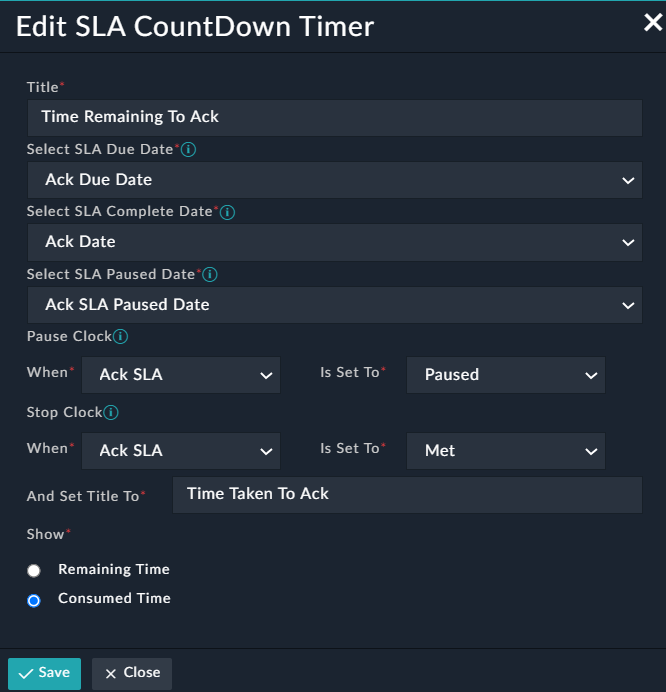 Edit SLA CountDown Timer
Title*
Time Remaining To Ack
Select SLA Due Date*
Ack Due Date
Select SLA Complete Date*
Ack Date
Select SLA Paused Date*
Ack SLA Paused Date
Pause Clock
When* Ack SLA Is Set To* Paused
Stop Clock
When* Ack SLA Is Set To* Met
And Set Title To* Time Taken To Ack
Show*
Remaining Time
Consumed Time
Save Close